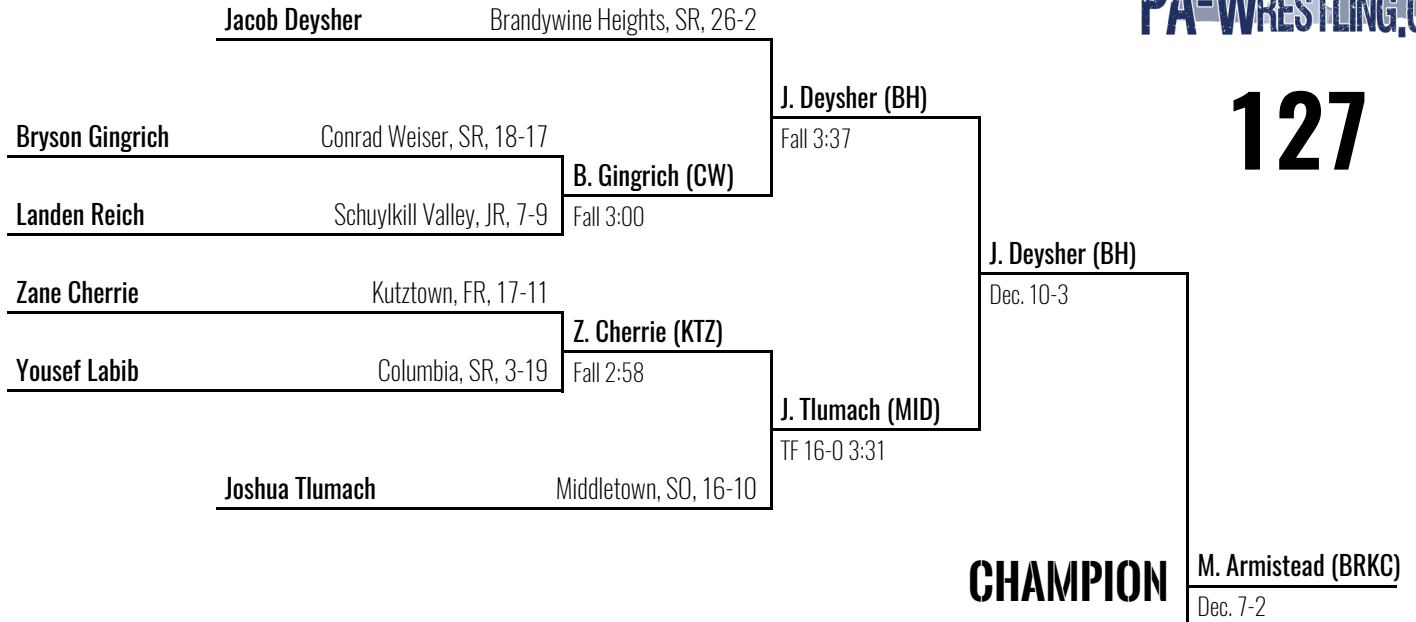 Jacob Deysher Brandywine Heights, SR, 26-2
J. Deysher (BH)
127
Bryson Gingrich Conrad Weiser, SR, 18-17
Fall 3:37
B. Gingrich (CW)
Landen Reich Schuylkill Valley, JR, 7-9
Fall 3:00
J. Deysher (BH)
Zane Cherrie Kutztown, FR, 17-11
Dec. 10-3
Z. Cherrie (KTZ)
Yousef Labib Columbia, SR, 3-19
Fall 2:58
J. Tlumach (MID)
TF 16-0 3:31
Joshua Tlumach Middletown, SO, 16-10
CHAMPION
M. Armistead (BRKC)
Dec. 7-2